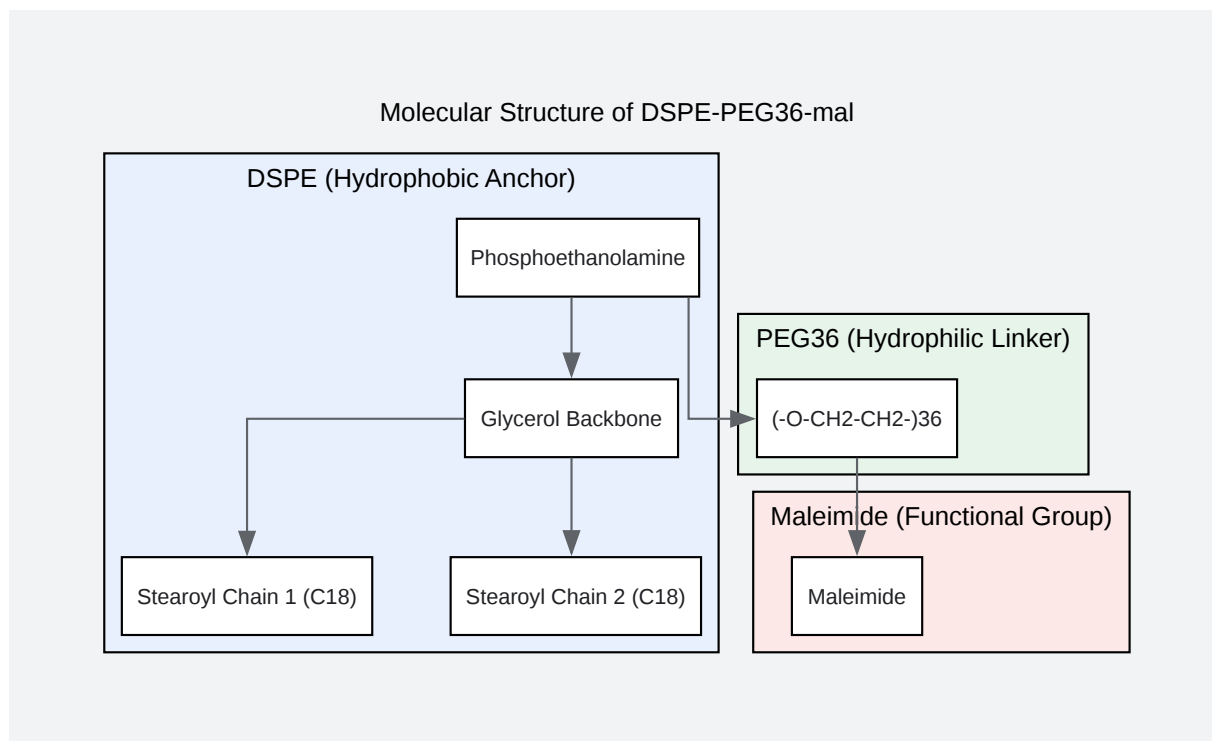 Molecular Structure of DSPE-PEG36-mal
DSPE (Hydrophobic Anchor)
Phosphoethanolamine
PEG36 (Hydrophilic Linker)
Glycerol Backbone
(-O-CH2-CH2-)36
Maleimide (Functional Group)
Stearoyl Chain 1 (C18)
Stearoyl Chain 2 (C18)
Maleimide